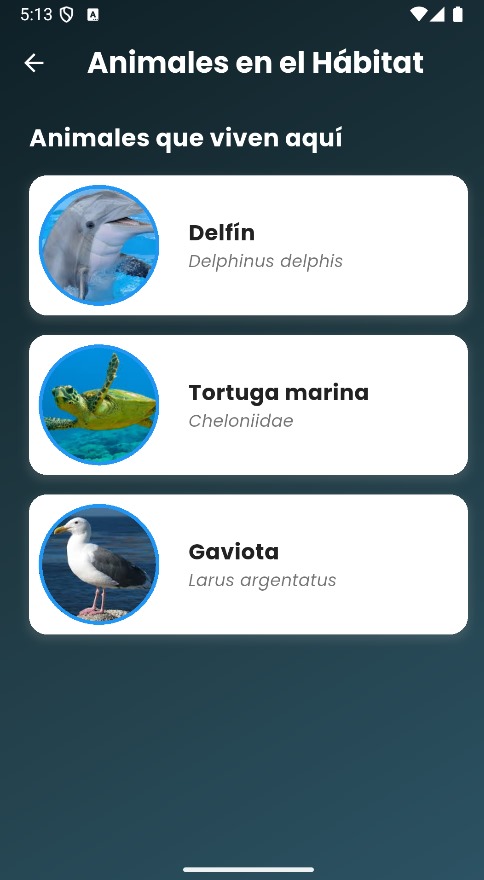 5:13
Animales en el Hábitat
Animales que viven aquí
Delfín
Delphinus delphis
Tortuga marina
Cheloniidae
Gaviota
Larus argentatus